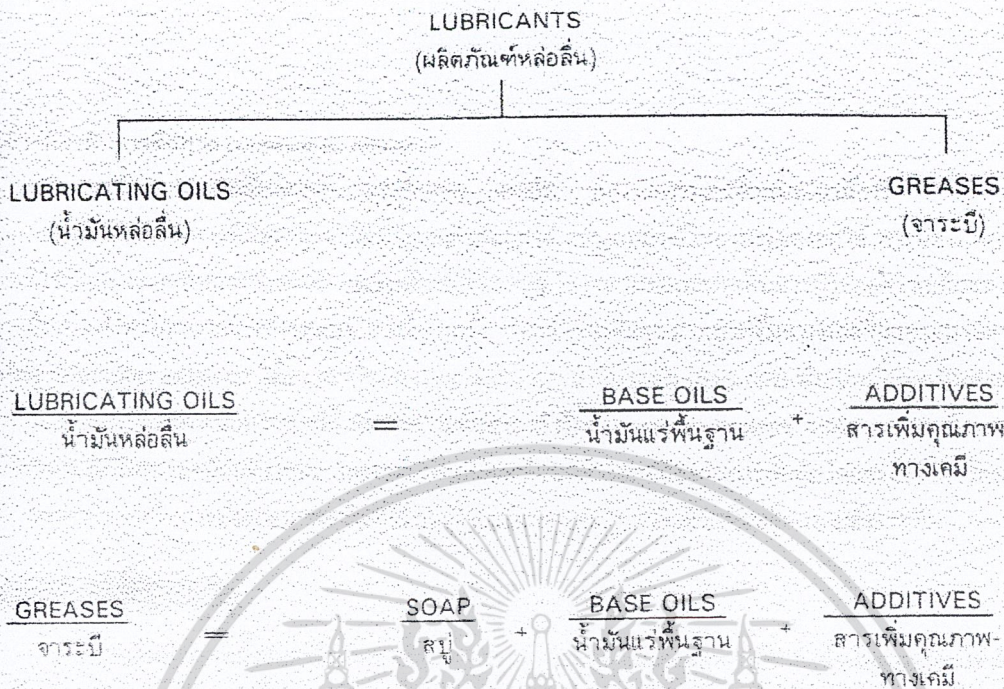 LUBRICANTS
(ผลิตภัณฑ์หล่อลื่น)
LUBRICATING OILS
(น้ำมันหล่อลื่น)
GREASES
(จาระบี)
LUBRICATING OILS = BASE OILS + ADDITIVES
น้ำมันหล่อลื่น น้ำมันแร่พื้นฐาน สารเพิ่มคุณภาพ
ทางเคมี
GREASES = SOAP + BASE OILS + ADDITIVES
จาระบี สบู่ น้ำมันแร่พื้นฐาน สารเพิ่มคุณภาพ-
ทางเคมี